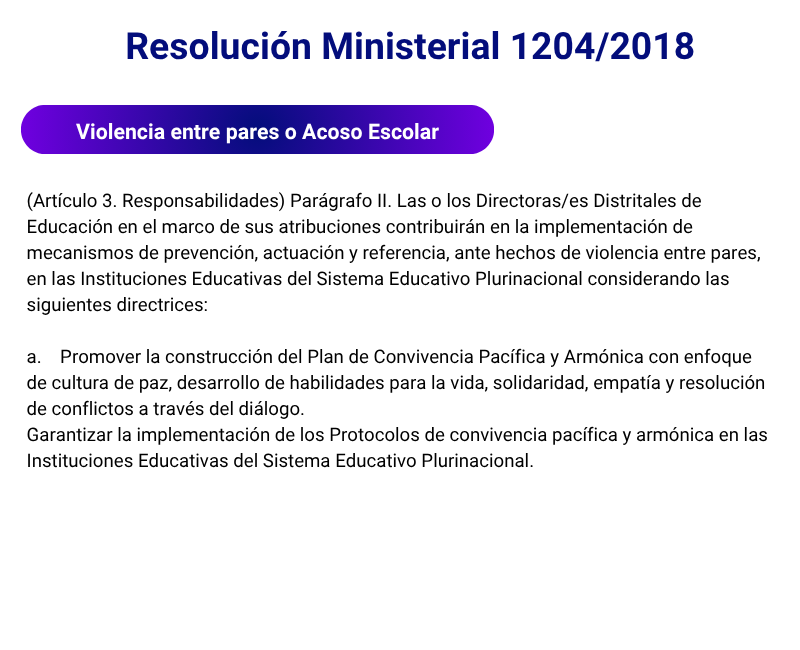 Resolución Ministerial 1204/2018
Violencia entre pares o Acoso Escolar
(Artículo 3. Responsabilidades) Parágrafo II. Las o los Directoras/es Distritales de
Educación en el marco de sus atribuciones contribuirán en la implementación de
mecanismos de prevención, actuación y referencia, ante hechos de violencia entre pares,
en las Instituciones Educativas del Sistema Educativo Plurinacional considerando las
siguientes directrices:
a. Promover la construcción del Plan de Convivencia Pacífica y Armónica con enfoque
de cultura de paz, desarrollo de habilidades para la vida, solidaridad, empatía y resolución
de conflictos a través del diálogo.
Garantizar la implementación de los Protocolos de convivencia pacífica y armónica en las
Instituciones Educativas del Sistema Educativo Plurinacional.